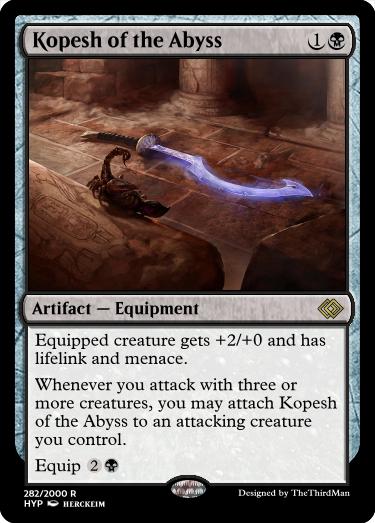 Kopesh of the Abyss 1
Artifact — Equipment
Equipped creature gets +2/+0 and has
lifelink and menace.
Whenever you attack with three or
more creatures, you may attach Kopesh
of the Abyss to an attacking creature
you control.
Equip 2
282/2000 R
HYP HERCKEIM
Designed by TheThirdMan